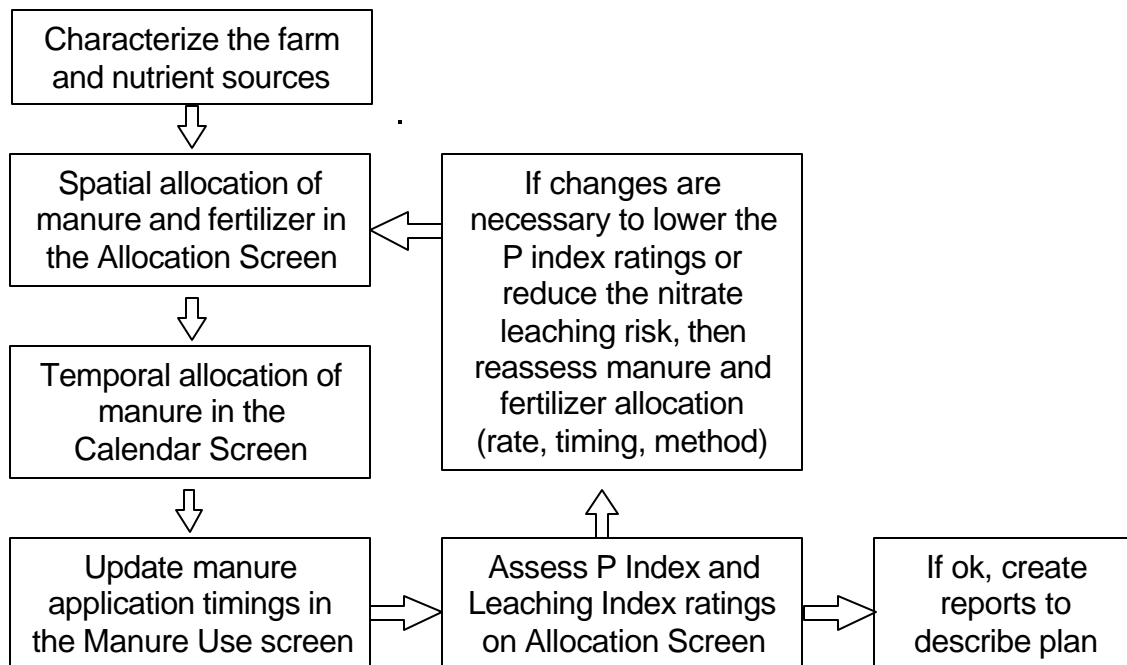 Characterize the farm
and nutrient sources
Spatial allocation of
manure and fertilizer in
the Allocation Screen
Temporal allocation of
manure in the
Calendar Screen
Update manure
application timings in
the Manure Use screen
Assess P Index and
Leaching Index ratings
on Allocation Screen
If changes are
necessary to lower the
P index ratings or
reduce the nitrate
leaching risk, then
reassess manure and
fertilizer allocation
(rate, timing, method)
If ok, create
reports to
describe plan